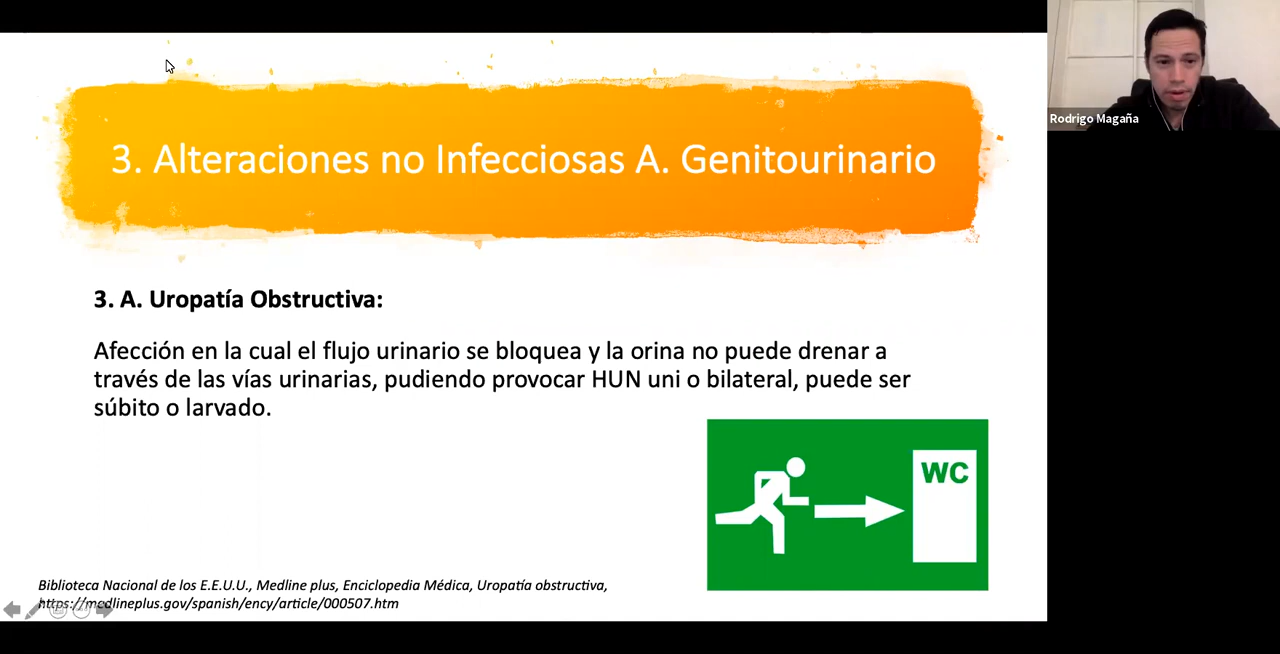 3. Alteraciones no Infecciosas A. Genitourinario
Rodrigo Magaña
3. A. Uropatía Obstructiva:
Afección en la cual el flujo urinario se bloquea y la orina no puede drenar a
través de las vías urinarias, pudiendo provocar HUN uni o bilateral, puede ser
súbito o larvado.
WC
Biblioteca Nacional de los E.E.U.U., Medline plus, Enciclopedia Médica, Uropatía obstructiva,
https://medlineplus.gov/spanish/ency/article/000507.htm